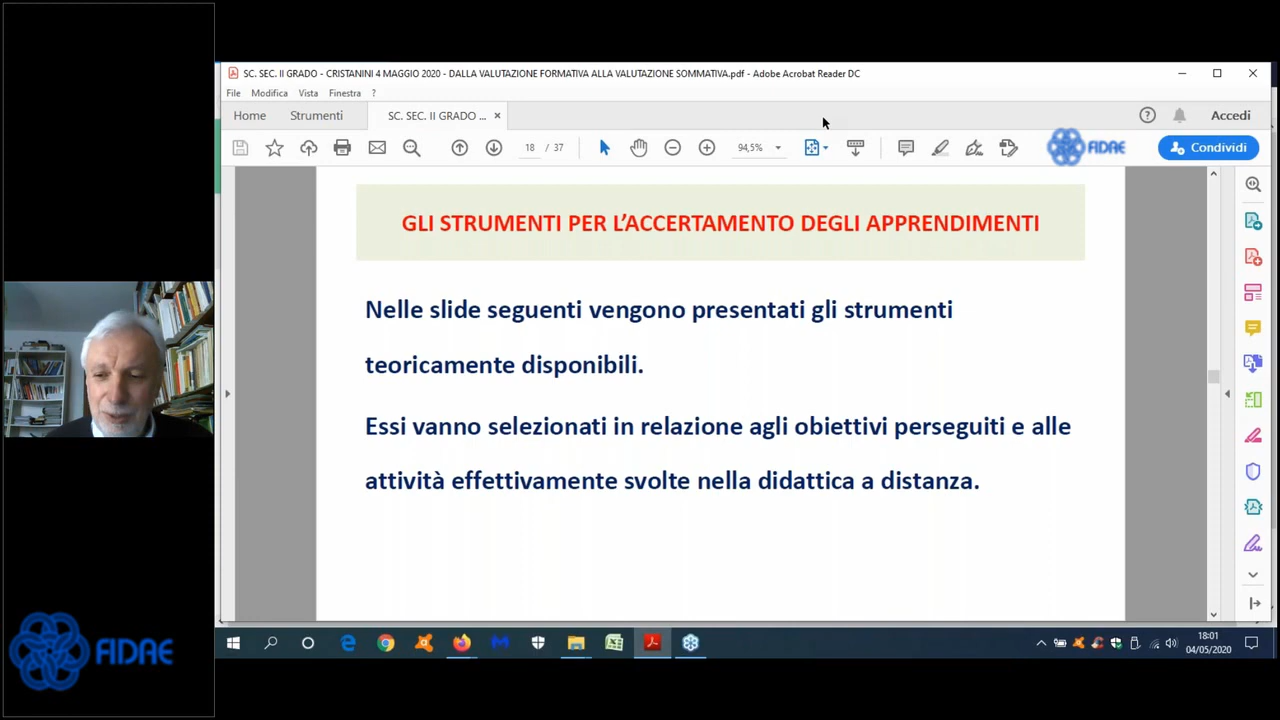 SC. SEC. II GRADO - CRISTANINI 4 MAGGIO 2020 - DALLA VALUTAZIONE FORMATIVA ALLA VALUTAZIONE SOMMATIVA.pdf - Adobe Acrobat Reader DC
File Modifica Vista Finestra ?
Home Strumenti SC. SEC. II GRADO ... × Accedi
18 / 37 94,5% FIDAE Condividi
GLI STRUMENTI PER L’ACCERTAMENTO DEGLI APPRENDIMENTI
Nelle slide seguenti vengono presentati gli strumenti
teoricamente disponibili.
Essi vanno selezionati in relazione agli obiettivi perseguiti e alle
attività effettivamente svolte nella didattica a distanza.
FIDAE
18:01
04/05/2020